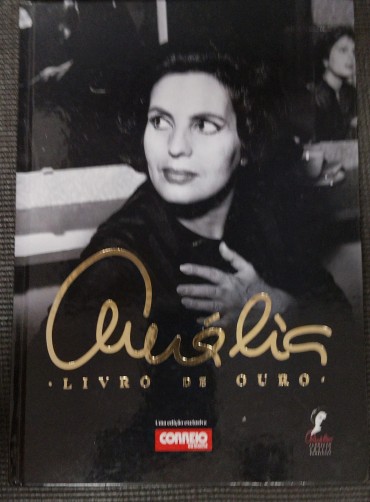 Amália
· LIVRO DE OURO ·
Uma edição exclusiva
CORREIO